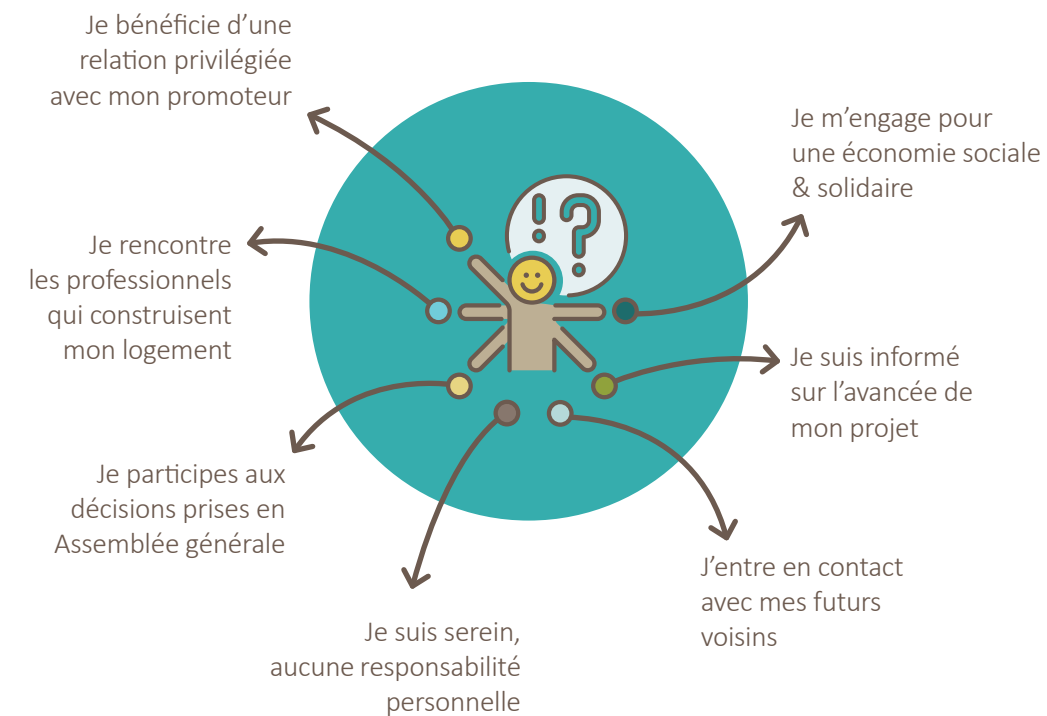 Je bénéficie d’une
relation privilégiée
avec mon promoteur
Je m’engage pour
une économie sociale
& solidaire
!?
Je rencontre
les professionnels
qui construisent
mon logement
Je suis informé
sur l’avancée de
mon projet
Je participes aux
décisions prises en
Assemblée générale
J’entre en contact
avec mes futurs
voisins
Je suis serein,
aucune responsabilité
personnelle